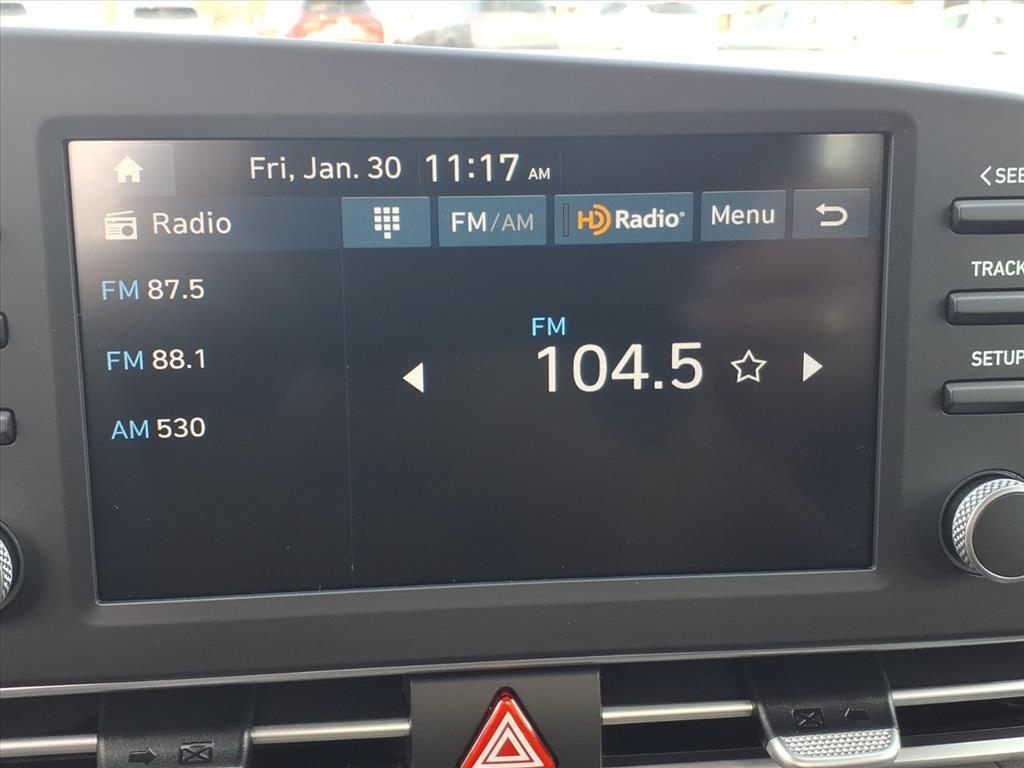 Fri, Jan. 30 11:17 AM
Radio FM/AM HD Radio® Menu
FM 87.5
FM 88.1
AM 530
FM
104.5
<SEE
TRACK
SETUP